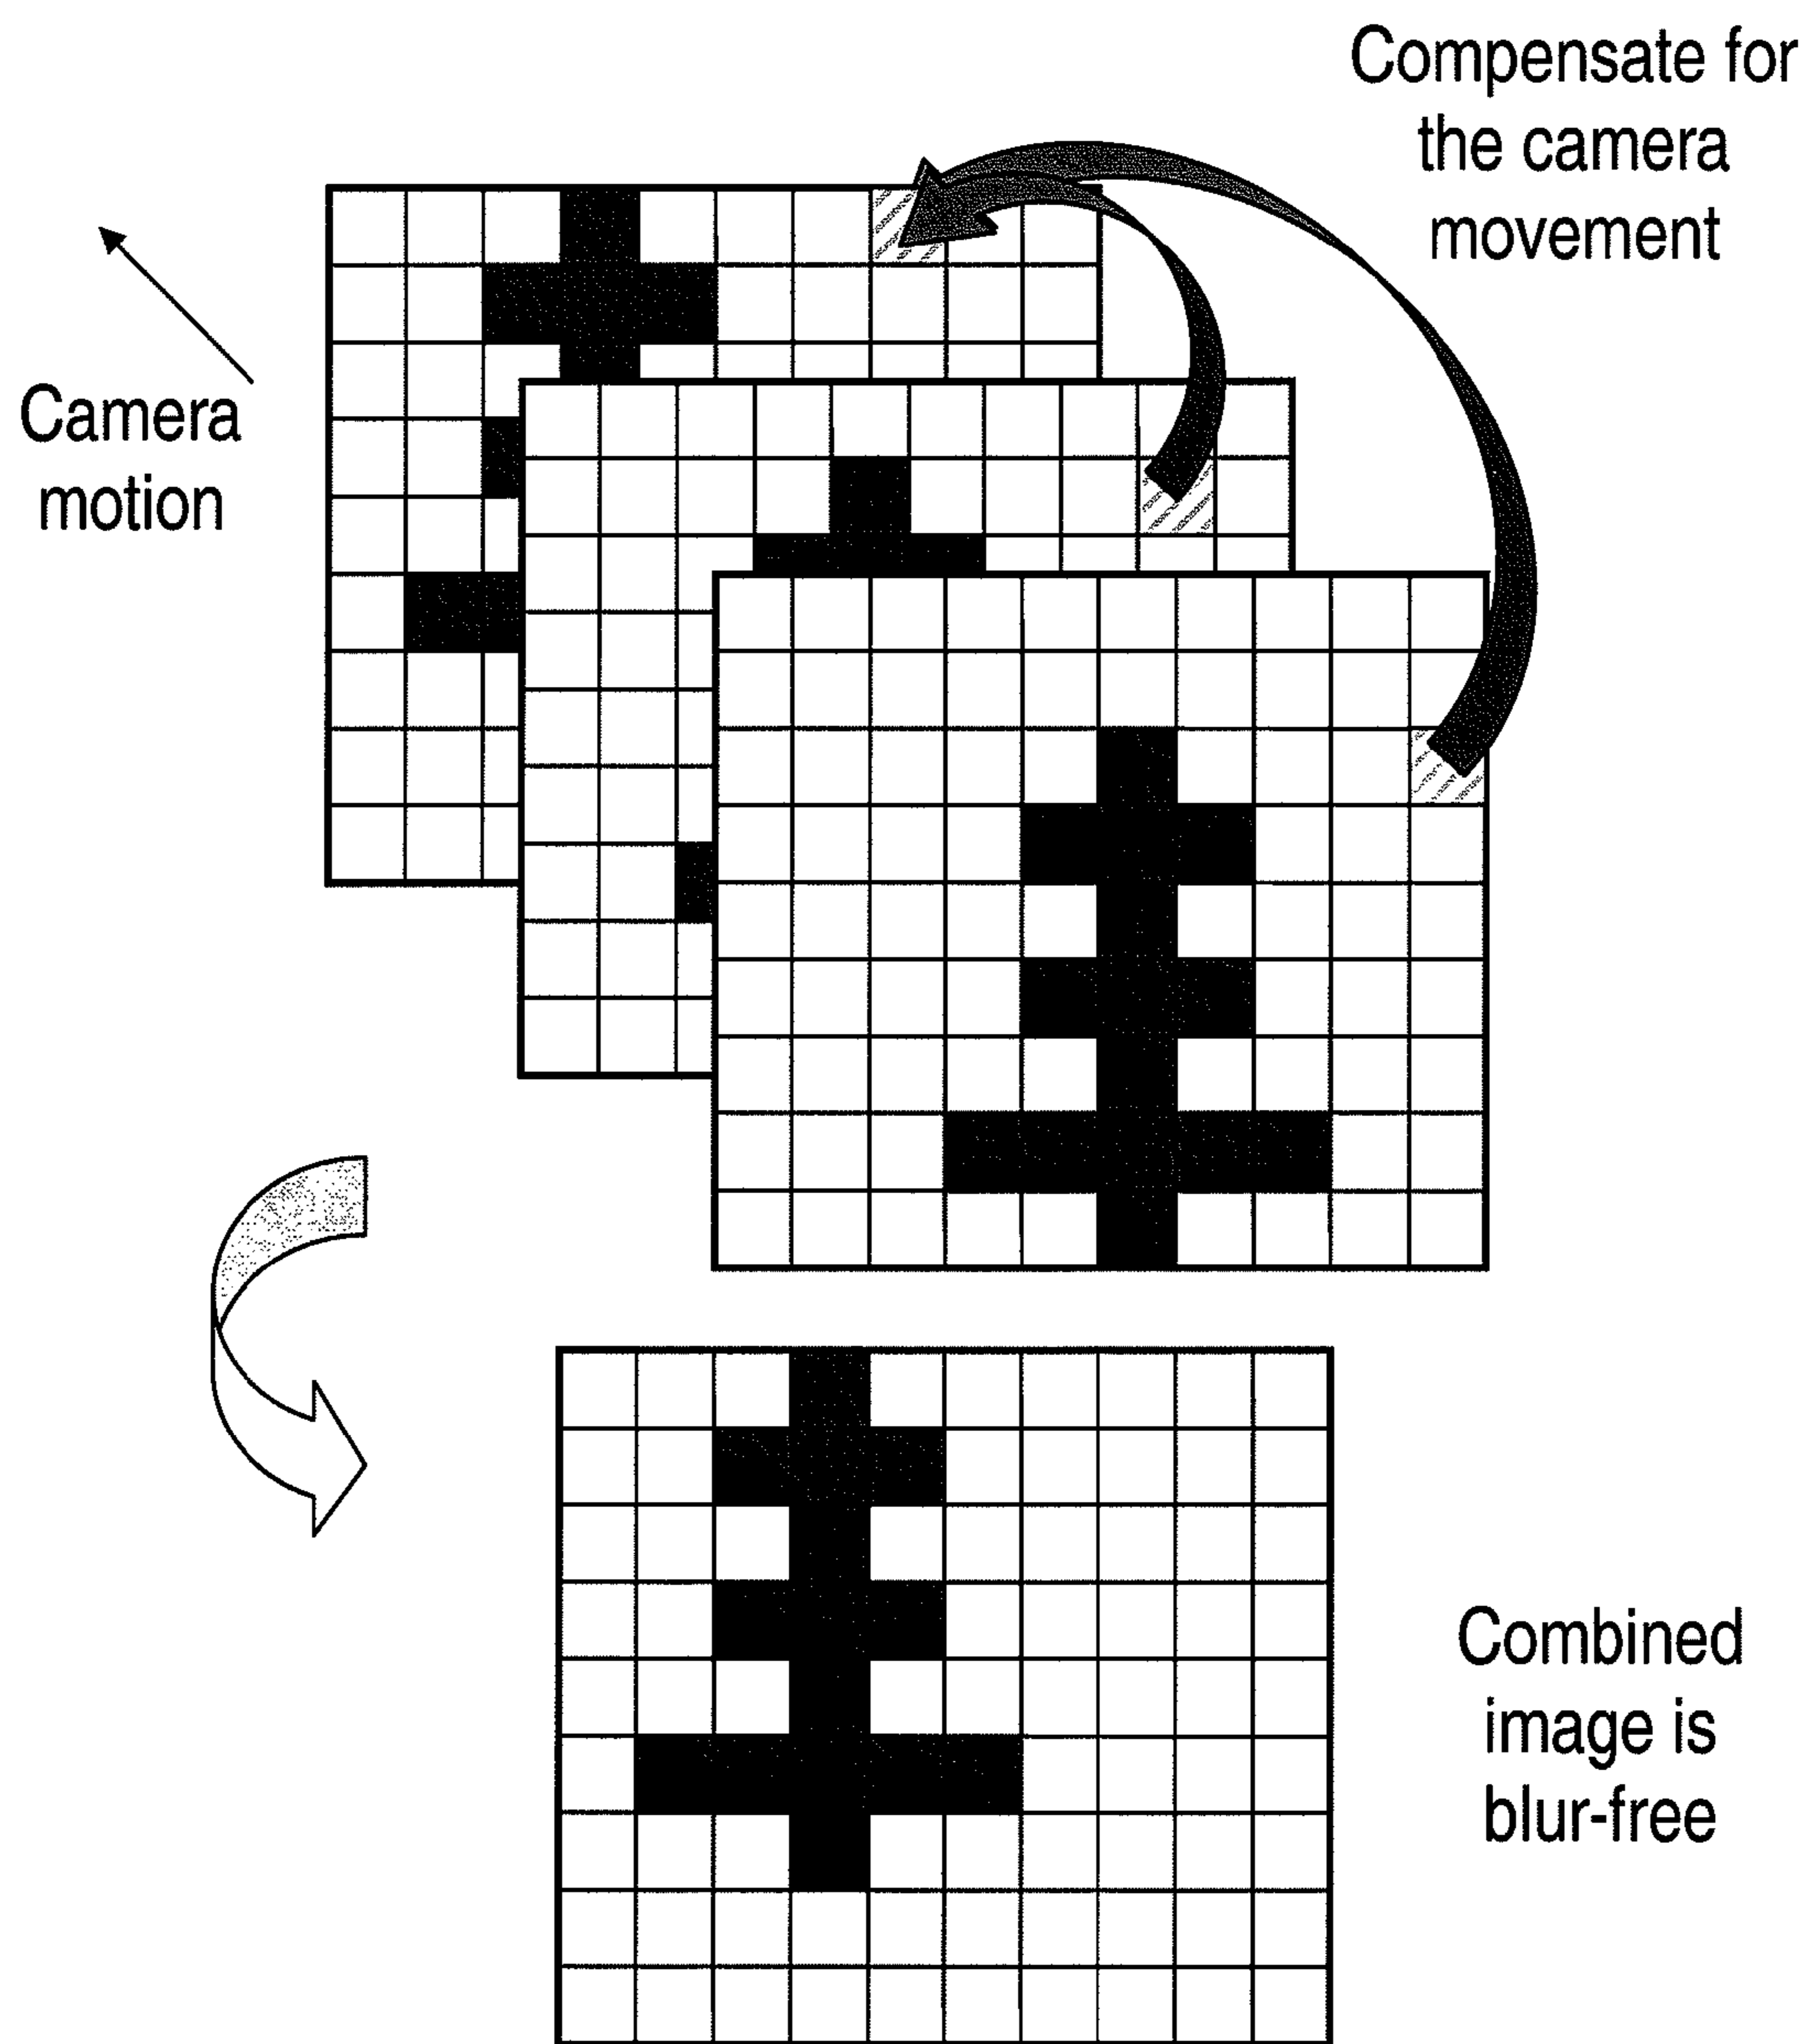 Compensate for
the camera
movement
Camera
motion
Combined
image is
blur-free